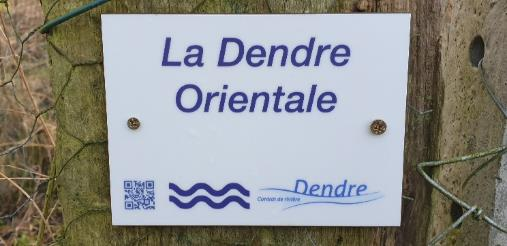 La Dendre
Orientale
Dendre
Contrat de rivière